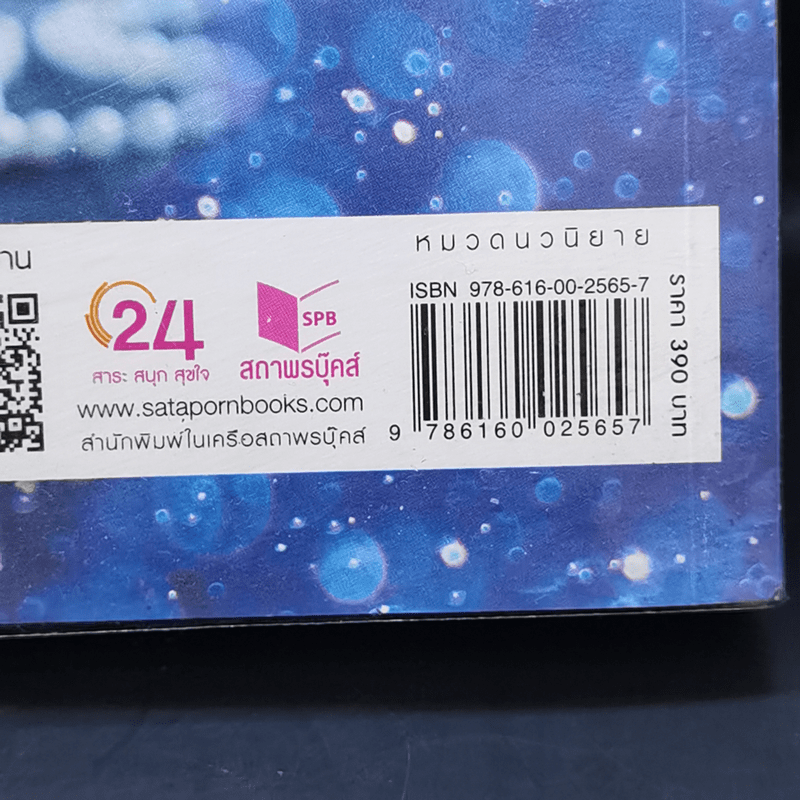 หมวดนวนิยาย
ISBN 978-616-00-2565-7
9 786160 025657
ราคา 390 บาท
24
สาระ สนุก สุขใจ
SPB
สถาพรบุ๊คส์
www.satapornbooks.com
สำนักพิมพ์ในเครือสถาพรบุ๊คส์